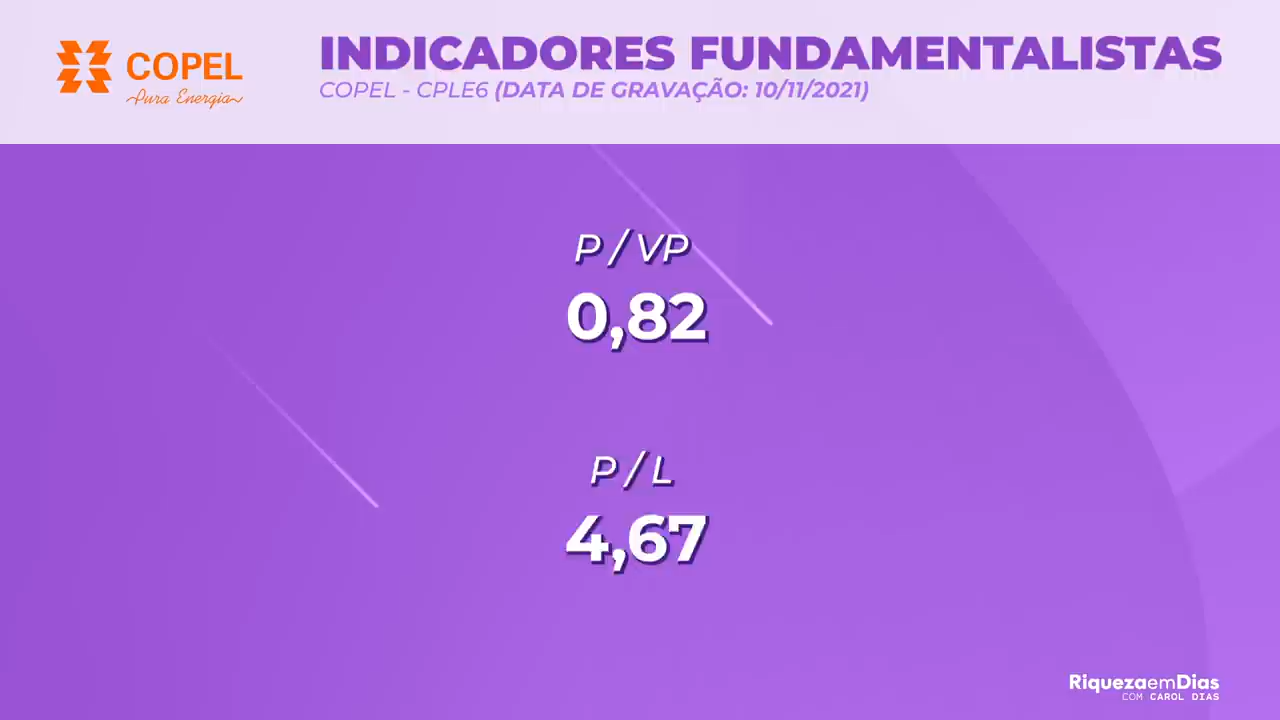 COPEL
Pura Energia
INDICADORES FUNDAMENTALISTAS
COPEL - CPLE6 (DATA DE GRAVAÇÃO: 10/11/2021)
P / VP
0,82
P / L
4,67
RiquezaemDias
COM CAROL DIAS